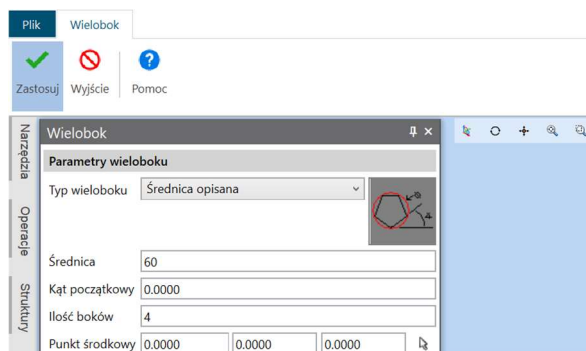 Plik Wielobok
Zastosuj Wyjście Pomoc
Narzędzia
Operacje
Struktury
Wielobok
Parametry wieloboku
Typ wieloboku Średnica opisana
Średnica 60
Kąt początkowy 0.0000
Ilość boków 4
Punkt środkowy 0.0000 0.0000 0.0000